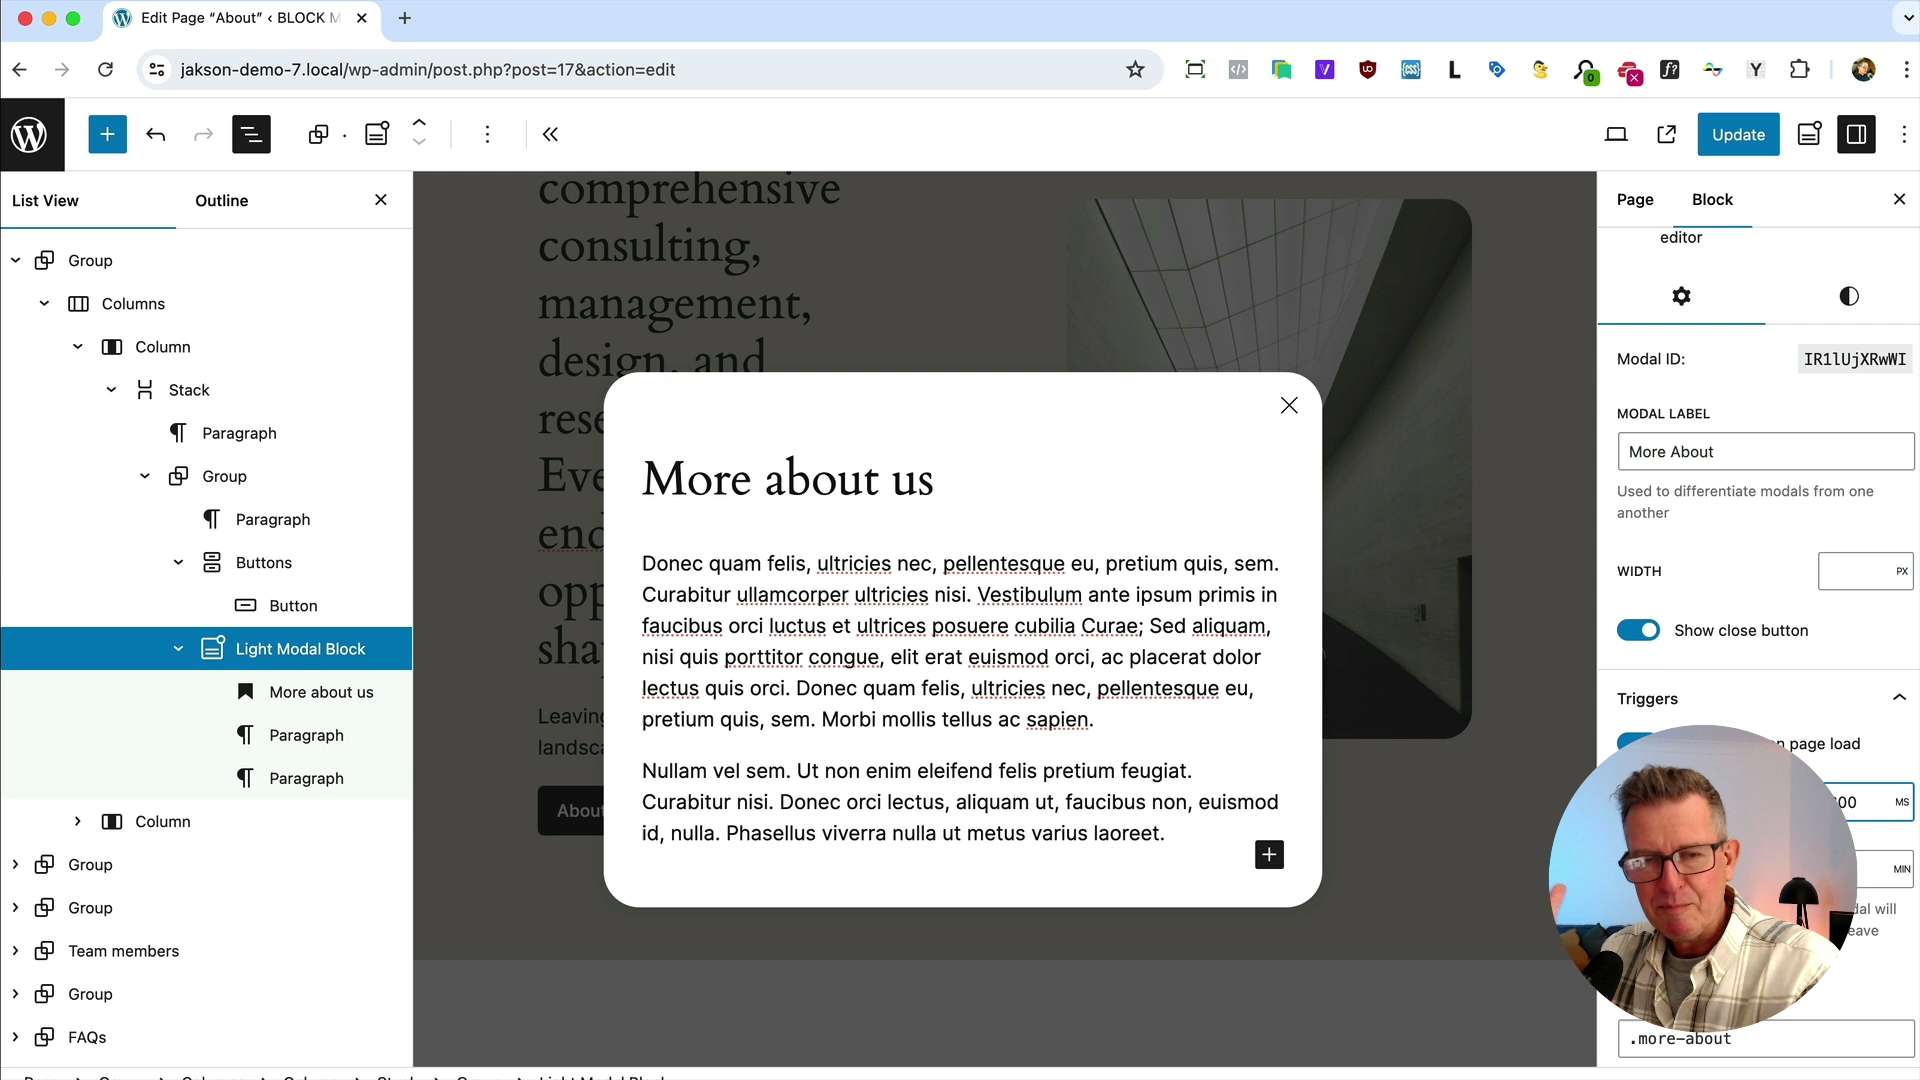 Edit Page “About” ‹ BLOCK M
jakson-demo-7.local/wp-admin/post.php?post=17&action=edit
Update
List View
Outline
Page
Block
Group
Columns
Column
Stack
Paragraph
Group
Paragraph
Buttons
Button
Light Modal Block
More about us
Paragraph
Paragraph
Column
Group
Group
Team members
Group
FAQs
comprehensive
consulting,
management,
design, and
About
More about us
Donec quam felis, ultricies nec, pellentesque eu, pretium quis, sem.
Curabitur ullamcorper ultricies nisi. Vestibulum ante ipsum primis in
faucibus orci luctus et ultrices posuere cubilia Curae; Sed aliquam,
nisi quis porttitor congue, elit erat euismod orci, ac placerat dolor
lectus quis orci. Donec quam felis, ultricies nec, pellentesque eu,
pretium quis, sem. Morbi mollis tellus ac sapien.
Nullam vel sem. Ut non enim eleifend felis pretium feugiat.
Curabitur nisi. Donec orci lectus, aliquam ut, faucibus non, euismod
id, nulla. Phasellus viverra nulla ut metus varius laoreet.
editor
Modal ID:
IR1lUjXRwWI
MODAL LABEL
More About
Used to differentiate modals from one
another
WIDTH
PX
Show close button
Triggers
page load
MS
MIN
will
.more-about